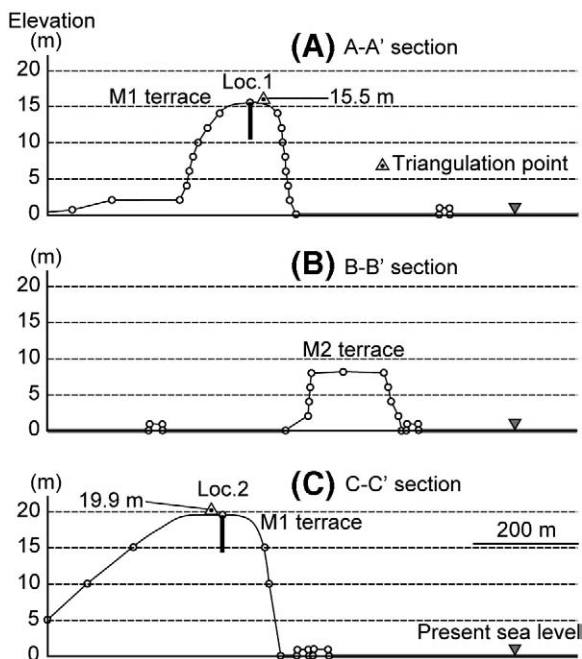 Elevation
(m)
(A) A-A' section
20
Loc.1
M1 terrace
15.5 m
15
10
Triangulation point
5
0
(m)
(B) B-B' section
20
15
M2 terrace
10
5
0
(m)
(C) C-C' section
19.9 m
Loc.2
20
M1 terrace
200 m
15
10
5
Present sea level
0